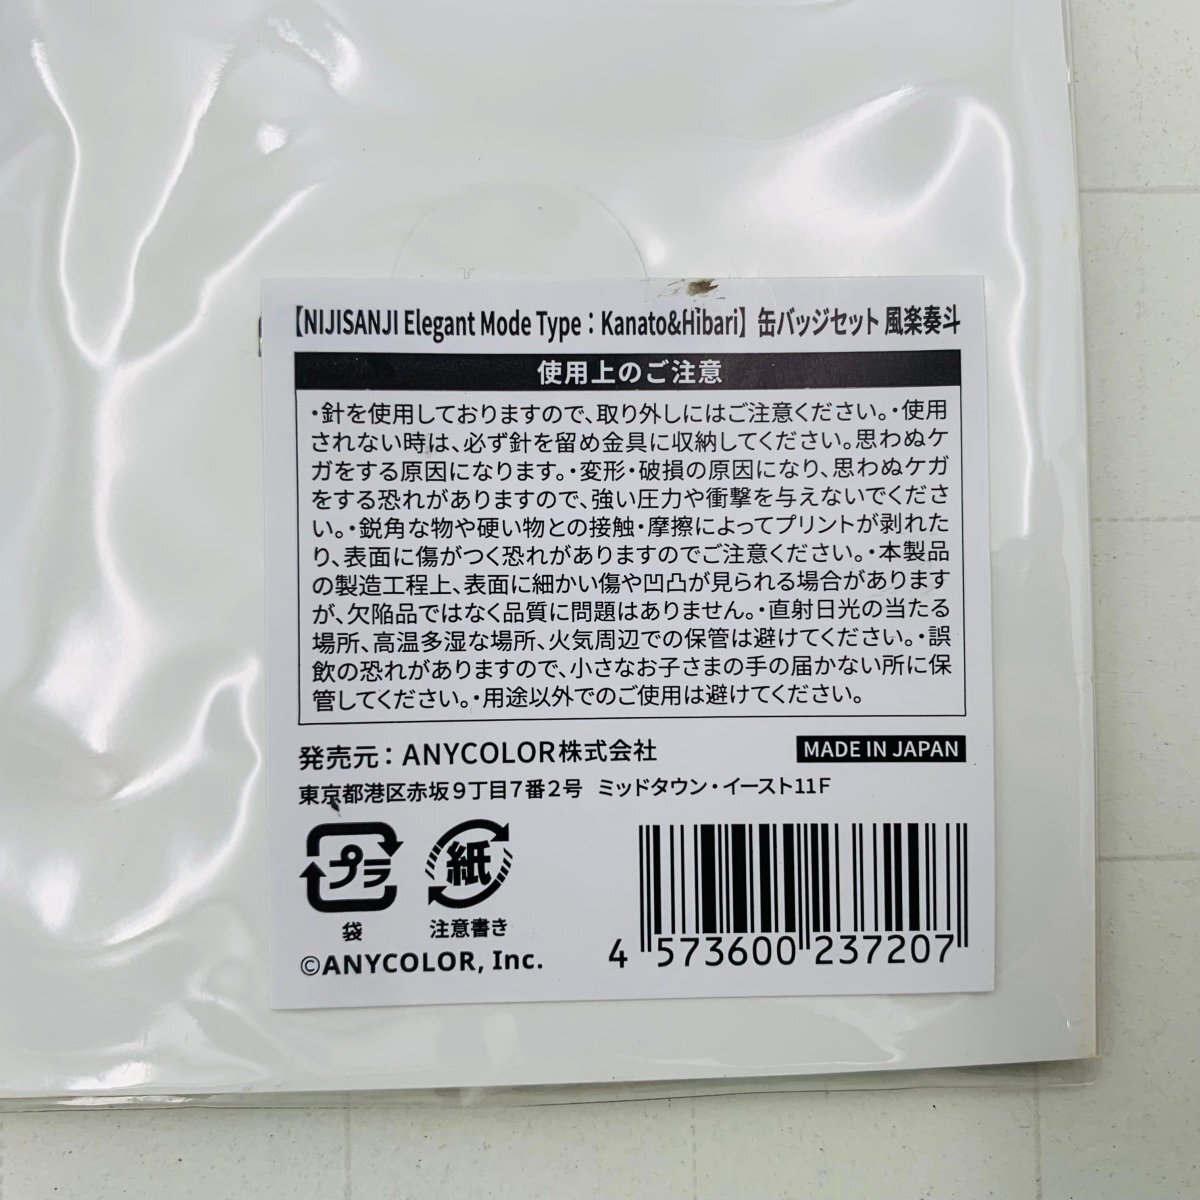 【NIJISANJI Elegant Mode Type：Kanato&Hibari】缶バッジセット 風楽奏斗
使用上のご注意
・針を使用しておりますので、取り外しにはご注意ください。・使用
されない時は、必ず針を留め金具に収納してください。思わぬケ
ガをする原因になります。・変形・破損の原因になり、思わぬケガ
をする恐れがありますので、強い圧力や衝撃を与えないでくださ
い。・鋭角な物や硬い物との接触・摩擦によってプリントが剥れた
り、表面に傷がつく恐れがありますのでご注意ください。・本製品
の製造工程上、表面に細かい傷や凹凸が見られる場合があります
が、欠陥品ではなく品質に問題はありません。・直射日光の当たる
場所、高温多湿な場所、火気周辺での保管は避けてください。・誤
飲の恐れがありますので、小さなお子さまの手の届かない所に保
管してください。・用途以外でのご使用は避けてください。
発売元：ANYCOLOR株式会社
MADE IN JAPAN
東京都港区赤坂９丁目７番２号 ミッドタウン・イースト11F
プラ
紙
袋
注意書き
©ANYCOLOR, Inc.
4 573600 237207